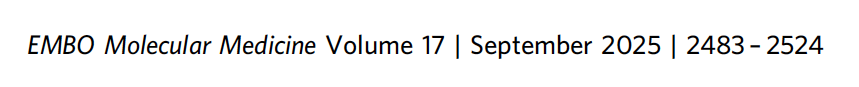 EMBO Molecular Medicine Volume 17 | September 2025 | 2483 – 2524